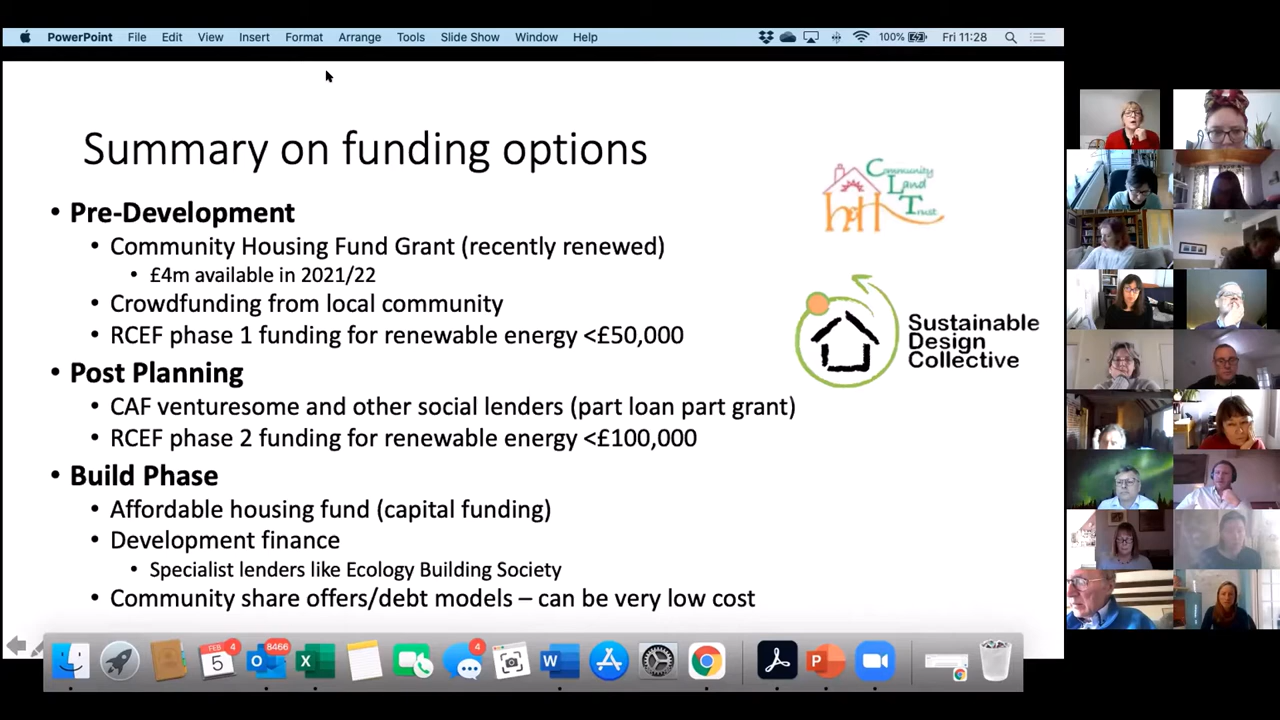 PowerPoint File Edit View Insert Format Arrange Tools Slide Show Window Help 100% Fri 11:28
Summary on funding options
• Pre-Development
• Community Housing Fund Grant (recently renewed)
• £4m available in 2021/22
• Crowdfunding from local community
• RCEF phase 1 funding for renewable energy <£50,000
• Post Planning
• CAF venturesome and other social lenders (part loan part grant)
• RCEF phase 2 funding for renewable energy <£100,000
• Build Phase
• Affordable housing fund (capital funding)
• Development finance
• Specialist lenders like Ecology Building Society
• Community share offers/debt models – can be very low cost
Community
Land
Trust
Sustainable
Design
Collective
FEB
5
4
8466
4
O
X
W
P